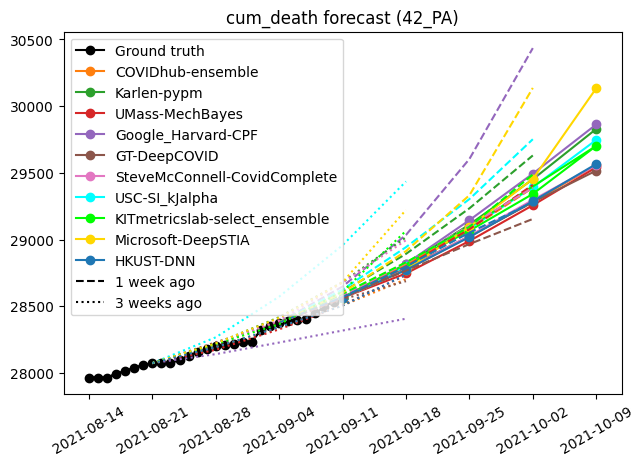 cum_death forecast (42_PA)
30500
30000
29500
29000
28500
28000
Ground truth
COVIDhub-ensemble
Karlen-pypm
UMass-MechBayes
Google_Harvard-CPF
GT-DeepCOVID
SteveMcConnell-CovidComplete
USC-SI_kJalpha
KITmetricslab-select_ensemble
Microsoft-DeepSTIA
HKUST-DNN
1 week ago
3 weeks ago
2021-08-14
2021-08-21
2021-08-28
2021-09-04
2021-09-11
2021-09-18
2021-09-25
2021-10-02
2021-10-09